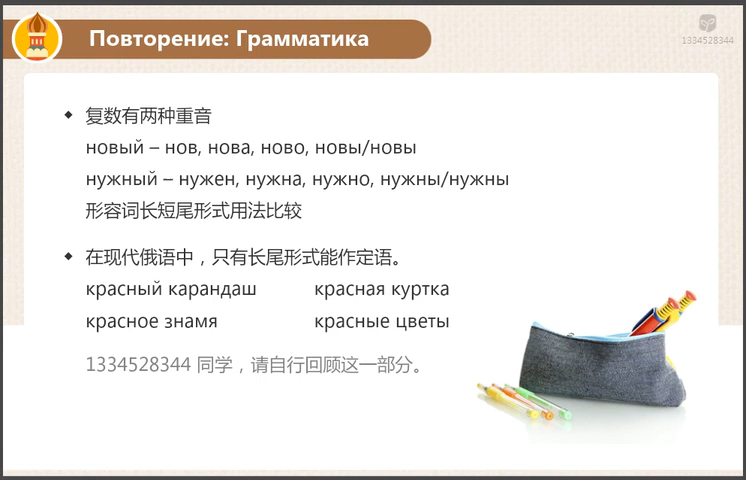 Повторение: Грамматика
1334528344
复数有两种重音
новый – нов, нова, ново, новы/новы
нужный – нужен, нужна, нужно, нужны/нужны
形容词长短尾形式用法比较
在现代俄语中，只有长尾形式能作定语。
красный карандаш красная куртка
красное знамя красные цветы
1334528344 同学，请自行回顾这一部分。